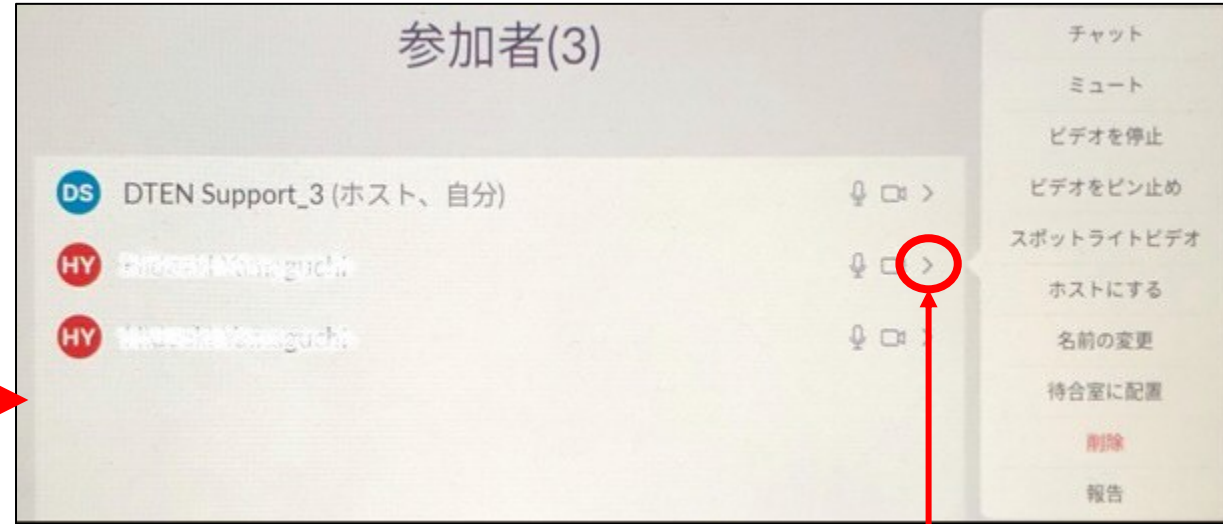 参加者(3)
DS DTEN Support_3 (ホスト、自分)
HY
HY
チャット
ミュート
ビデオを停止
ビデオをピン止め
スポットライトビデオ
ホストにする
名前の変更
待合室に配置
削除
報告